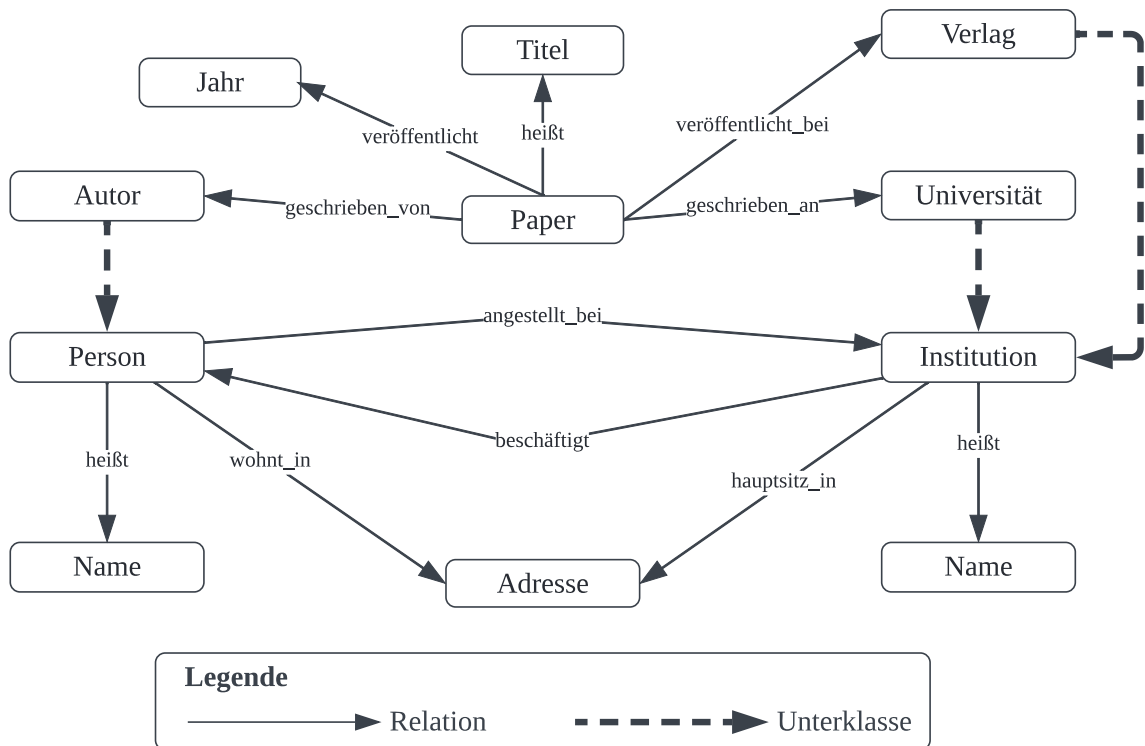 Verlag
Titel
Jahr
veröffentlicht_bei
heißt
veröffentlicht
Autor
Universität
geschrieben_von
geschrieben_an
Paper
angestellt_bei
Person
Institution
beschäftigt
heißt
wohnt_in
heißt
hauptsitz_in
Name
Adresse
Name
Legende
Relation
Unterklasse